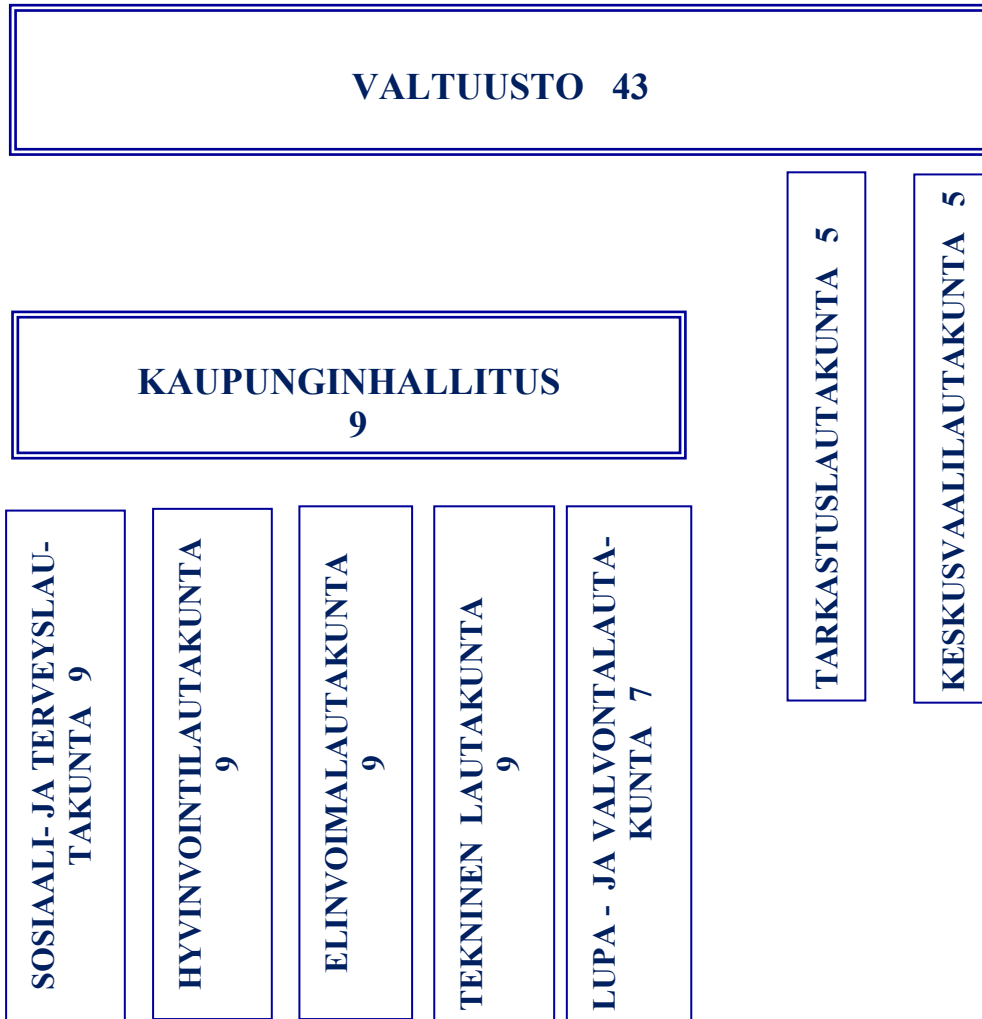 VALTUUSTO 43
TARKASTUSLAUTAKUNTA 5
KESKUSVAALILAUTAKUNTA 5
KAUPUNGINHALLITUS
9
SOSIAALI- JA TERVEYSLAU-
TAKUNTA 9
HYVINVOINTILAUTAKUNTA
9
ELINVOIMALAUTAKUNTA
9
TEKNINEN LAUTAKUNTA
9
LUPA - JA VALVONTALAUTA-
KUNTA 7